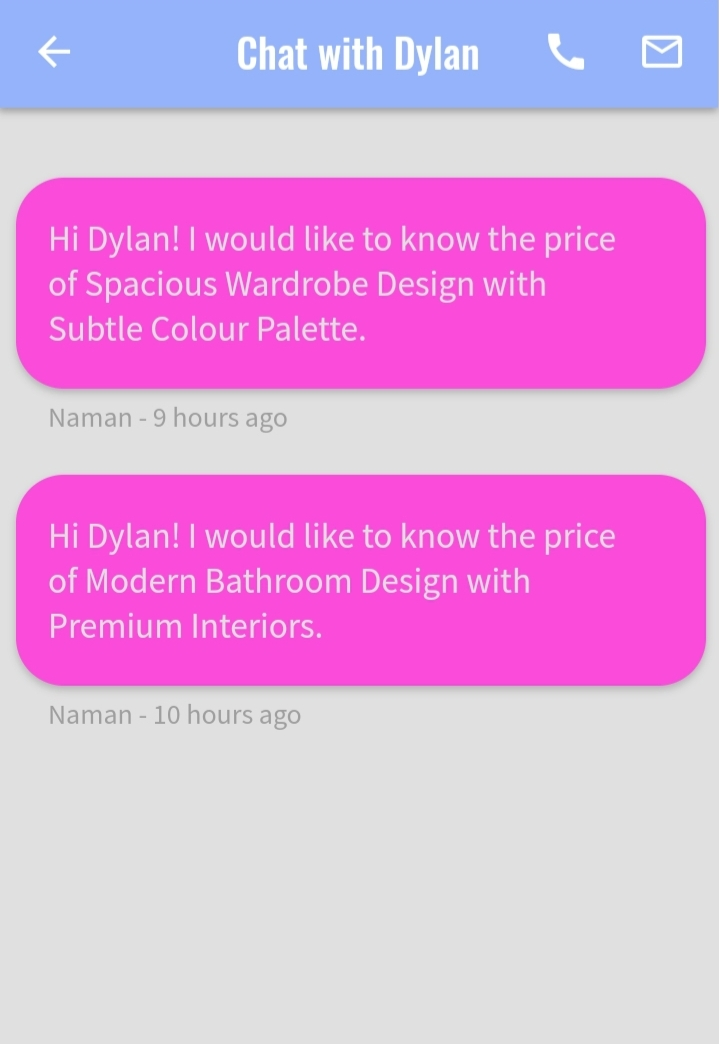 Chat with Dylan
Hi Dylan! I would like to know the price
of Spacious Wardrobe Design with
Subtle Colour Palette.
Naman - 9 hours ago
Hi Dylan! I would like to know the price
of Modern Bathroom Design with
Premium Interiors.
Naman - 10 hours ago